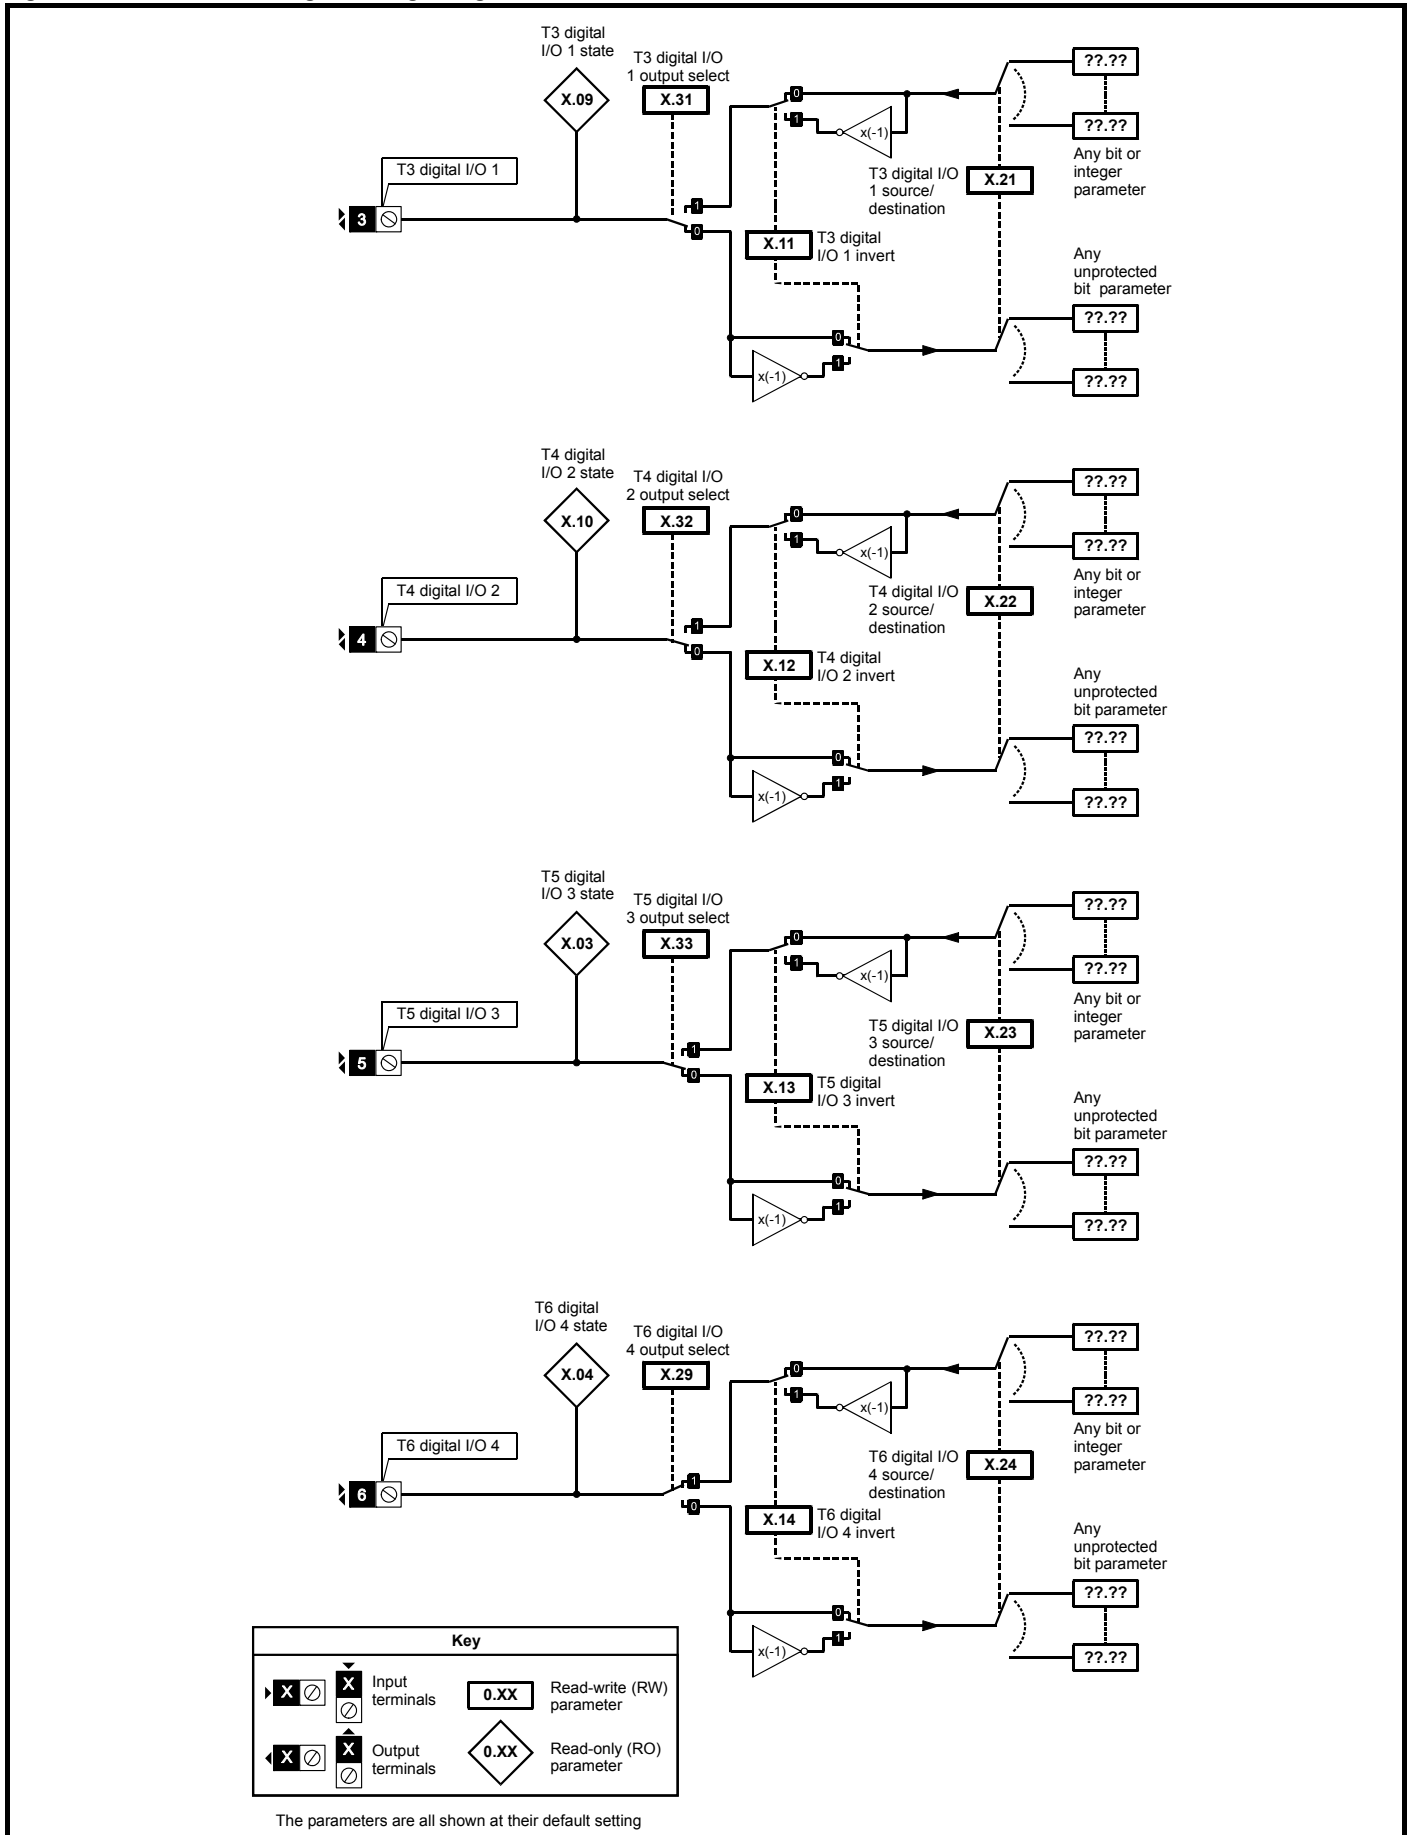 T3 digital
I/O 1 state
X.09
T3 digital I/O
1 output select
X.31
0
1
x(-1)
??.??
??.??
Any bit or
integer
parameter
T3 digital I/O
1 source/
destination
X.21
T3 digital I/O 1
3
1
0
X.11
T3 digital
I/O 1 invert
Any
unprotected
bit parameter
??.??
??.??
0
1
x(-1)
T4 digital
I/O 2 state
X.10
T4 digital I/O
2 output select
X.32
0
1
x(-1)
??.??
??.??
Any bit or
integer
parameter
T4 digital I/O
2 source/
destination
X.22
T4 digital I/O 2
4
1
0
X.12
T4 digital
I/O 2 invert
Any
unprotected
bit parameter
??.??
??.??
0
1
x(-1)
T5 digital
I/O 3 state
X.03
T5 digital I/O
3 output select
X.33
0
1
x(-1)
??.??
??.??
Any bit or
integer
parameter
T5 digital I/O
3 source/
destination
X.23
T5 digital I/O 3
5
1
0
X.13
T5 digital
I/O 3 invert
Any
unprotected
bit parameter
??.??
??.??
0
1
x(-1)
T6 digital
I/O 4 state
X.04
T6 digital I/O
4 output select
X.29
0
1
x(-1)
??.??
??.??
Any bit or
integer
parameter
T6 digital I/O
4 source/
destination
X.24
T6 digital I/O 4
6
1
0
X.14
T6 digital
I/O 4 invert
Any
unprotected
bit parameter
??.??
??.??
0
1
x(-1)
Key
X
X
Input
terminals
0.XX
Read-write (RW)
parameter
X
X
Output
terminals
0.XX
Read-only (RO)
parameter
The parameters are all shown at their default setting